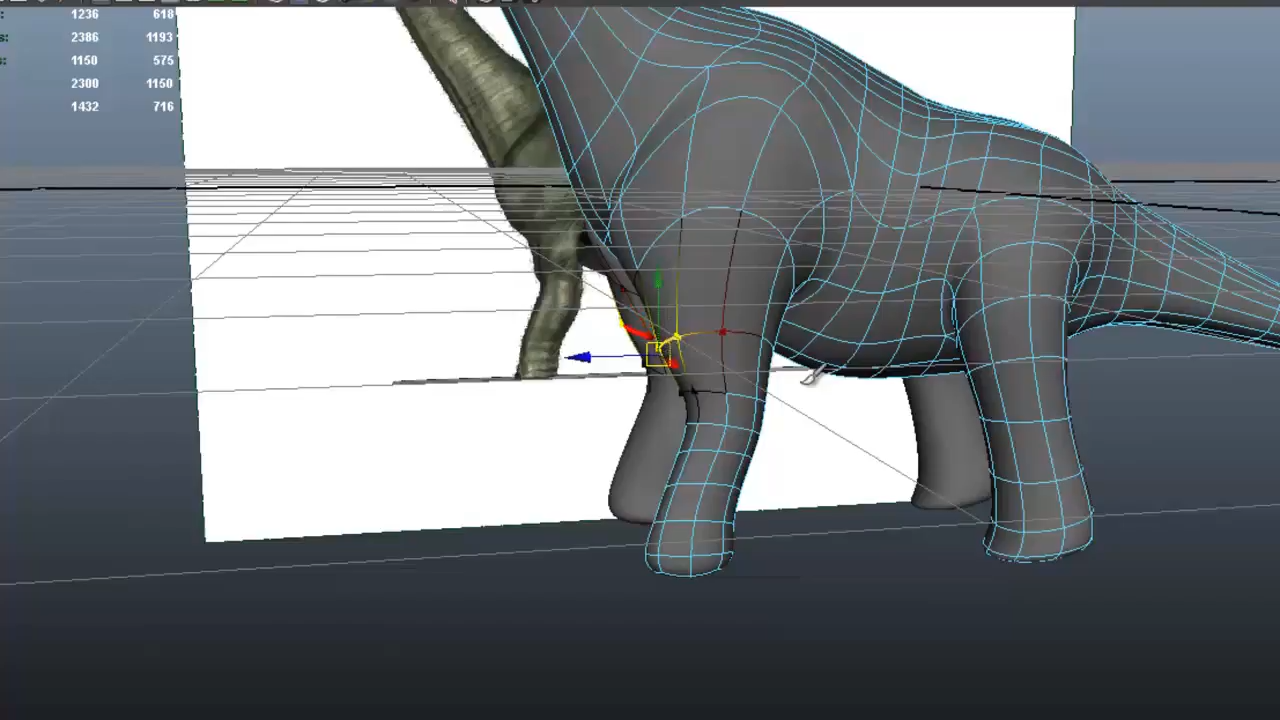 : 1236 618
s: 2386 1193
: 1150 575
2300 1150
1432 716